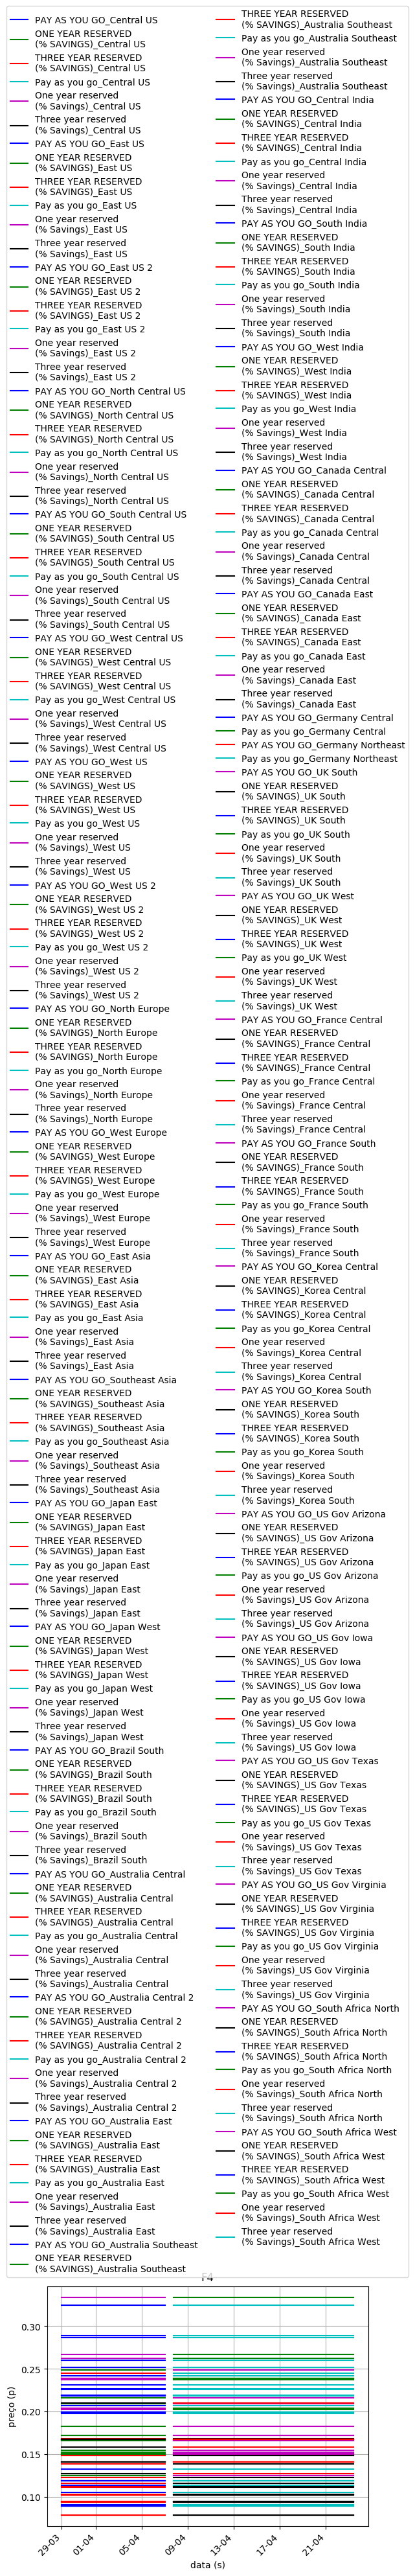 PAY AS YOU GO_Central US
ONE YEAR RESERVED
(% SAVINGS)_Central US
THREE YEAR RESERVED
(% SAVINGS)_Central US
Pay as you go_Central US
One year reserved
(% Savings)_Central US
Three year reserved
(% Savings)_Central US
PAY AS YOU GO_East US
ONE YEAR RESERVED
(% SAVINGS)_East US
THREE YEAR RESERVED
(% SAVINGS)_East US
Pay as you go_East US
One year reserved
(% Savings)_East US
Three year reserved
(% Savings)_East US
PAY AS YOU GO_East US 2
ONE YEAR RESERVED
(% SAVINGS)_East US 2
THREE YEAR RESERVED
(% SAVINGS)_East US 2
Pay as you go_East US 2
One year reserved
(% Savings)_East US 2
Three year reserved
(% Savings)_East US 2
PAY AS YOU GO_North Central US
ONE YEAR RESERVED
(% SAVINGS)_North Central US
THREE YEAR RESERVED
(% SAVINGS)_North Central US
Pay as you go_North Central US
One year reserved
(% Savings)_North Central US
Three year reserved
(% Savings)_North Central US
PAY AS YOU GO_South Central US
ONE YEAR RESERVED
(% SAVINGS)_South Central US
THREE YEAR RESERVED
(% SAVINGS)_South Central US
Pay as you go_South Central US
One year reserved
(% Savings)_South Central US
Three year reserved
(% Savings)_South Central US
PAY AS YOU GO_West Central US
ONE YEAR RESERVED
(% SAVINGS)_West Central US
THREE YEAR RESERVED
(% SAVINGS)_West Central US
Pay as you go_West Central US
One year reserved
(% Savings)_West Central US
Three year reserved
(% Savings)_West Central US
PAY AS YOU GO_West US
ONE YEAR RESERVED
(% SAVINGS)_West US
THREE YEAR RESERVED
(% SAVINGS)_West US
Pay as you go_West US
One year reserved
(% Savings)_West US
Three year reserved
(% Savings)_West US
PAY AS YOU GO_West US 2
ONE YEAR RESERVED
(% SAVINGS)_West US 2
THREE YEAR RESERVED
(% SAVINGS)_West US 2
Pay as you go_West US 2
One year reserved
(% Savings)_West US 2
Three year reserved
(% Savings)_West US 2
PAY AS YOU GO_North Europe
ONE YEAR RESERVED
(% SAVINGS)_North Europe
THREE YEAR RESERVED
(% SAVINGS)_North Europe
Pay as you go_North Europe
One year reserved
(% Savings)_North Europe
Three year reserved
(% Savings)_North Europe
PAY AS YOU GO_West Europe
ONE YEAR RESERVED
(% SAVINGS)_West Europe
THREE YEAR RESERVED
(% SAVINGS)_West Europe
Pay as you go_West Europe
One year reserved
(% Savings)_West Europe
Three year reserved
(% Savings)_West Europe
PAY AS YOU GO_East Asia
ONE YEAR RESERVED
(% SAVINGS)_East Asia
THREE YEAR RESERVED
(% SAVINGS)_East Asia
Pay as you go_East Asia
One year reserved
(% Savings)_East Asia
Three year reserved
(% Savings)_East Asia
PAY AS YOU GO_Southeast Asia
ONE YEAR RESERVED
(% SAVINGS)_Southeast Asia
THREE YEAR RESERVED
(% SAVINGS)_Southeast Asia
Pay as you go_Southeast Asia
One year reserved
(% Savings)_Southeast Asia
Three year reserved
(% Savings)_Southeast Asia
PAY AS YOU GO_Japan East
ONE YEAR RESERVED
(% SAVINGS)_Japan East
THREE YEAR RESERVED
(% SAVINGS)_Japan East
Pay as you go_Japan East
One year reserved
(% Savings)_Japan East
Three year reserved
(% Savings)_Japan East
PAY AS YOU GO_Japan West
ONE YEAR RESERVED
(% SAVINGS)_Japan West
THREE YEAR RESERVED
(% SAVINGS)_Japan West
Pay as you go_Japan West
One year reserved
(% Savings)_Japan West
Three year reserved
(% Savings)_Japan West
PAY AS YOU GO_Brazil South
ONE YEAR RESERVED
(% SAVINGS)_Brazil South
THREE YEAR RESERVED
(% SAVINGS)_Brazil South
Pay as you go_Brazil South
One year reserved
(% Savings)_Brazil South
Three year reserved
(% Savings)_Brazil South
PAY AS YOU GO_Australia Central
ONE YEAR RESERVED
(% SAVINGS)_Australia Central
THREE YEAR RESERVED
(% SAVINGS)_Australia Central
Pay as you go_Australia Central
One year reserved
(% Savings)_Australia Central
Three year reserved
(% Savings)_Australia Central
PAY AS YOU GO_Australia Central 2
ONE YEAR RESERVED
(% SAVINGS)_Australia Central 2
THREE YEAR RESERVED
(% SAVINGS)_Australia Central 2
Pay as you go_Australia Central 2
One year reserved
(% Savings)_Australia Central 2
Three year reserved
(% Savings)_Australia Central 2
PAY AS YOU GO_Australia East
ONE YEAR RESERVED
(% SAVINGS)_Australia East
THREE YEAR RESERVED
(% SAVINGS)_Australia East
Pay as you go_Australia East
One year reserved
(% Savings)_Australia East
Three year reserved
(% Savings)_Australia East
PAY AS YOU GO_Australia Southeast
ONE YEAR RESERVED
(% SAVINGS)_Australia Southeast
THREE YEAR RESERVED
(% SAVINGS)_Australia Southeast
Pay as you go_Australia Southeast
One year reserved
(% Savings)_Australia Southeast
Three year reserved
(% Savings)_Australia Southeast
PAY AS YOU GO_Central India
ONE YEAR RESERVED
(% SAVINGS)_Central India
THREE YEAR RESERVED
(% SAVINGS)_Central India
Pay as you go_Central India
One year reserved
(% Savings)_Central India
Three year reserved
(% Savings)_Central India
PAY AS YOU GO_South India
ONE YEAR RESERVED
(% SAVINGS)_South India
THREE YEAR RESERVED
(% SAVINGS)_South India
Pay as you go_South India
One year reserved
(% Savings)_South India
Three year reserved
(% Savings)_South India
PAY AS YOU GO_West India
ONE YEAR RESERVED
(% SAVINGS)_West India
THREE YEAR RESERVED
(% SAVINGS)_West India
Pay as you go_West India
One year reserved
(% Savings)_West India
Three year reserved
(% Savings)_West India
PAY AS YOU GO_Canada Central
ONE YEAR RESERVED
(% SAVINGS)_Canada Central
THREE YEAR RESERVED
(% SAVINGS)_Canada Central
Pay as you go_Canada Central
One year reserved
(% Savings)_Canada Central
Three year reserved
(% Savings)_Canada Central
PAY AS YOU GO_Canada East
ONE YEAR RESERVED
(% SAVINGS)_Canada East
THREE YEAR RESERVED
(% SAVINGS)_Canada East
Pay as you go_Canada East
One year reserved
(% Savings)_Canada East
Three year reserved
(% Savings)_Canada East
PAY AS YOU GO_Germany Central
Pay as you go_Germany Central
PAY AS YOU GO_Germany Northeast
Pay as you go_Germany Northeast
PAY AS YOU GO_UK South
ONE YEAR RESERVED
(% SAVINGS)_UK South
THREE YEAR RESERVED
(% SAVINGS)_UK South
Pay as you go_UK South
One year reserved
(% Savings)_UK South
Three year reserved
(% Savings)_UK South
PAY AS YOU GO_UK West
ONE YEAR RESERVED
(% SAVINGS)_UK West
THREE YEAR RESERVED
(% SAVINGS)_UK West
Pay as you go_UK West
One year reserved
(% Savings)_UK West
Three year reserved
(% Savings)_UK West
PAY AS YOU GO_France Central
ONE YEAR RESERVED
(% SAVINGS)_France Central
THREE YEAR RESERVED
(% SAVINGS)_France Central
Pay as you go_France Central
One year reserved
(% Savings)_France Central
Three year reserved
(% Savings)_France Central
PAY AS YOU GO_France South
ONE YEAR RESERVED
(% SAVINGS)_France South
THREE YEAR RESERVED
(% SAVINGS)_France South
Pay as you go_France South
One year reserved
(% Savings)_France South
Three year reserved
(% Savings)_France South
PAY AS YOU GO_Korea Central
ONE YEAR RESERVED
(% SAVINGS)_Korea Central
THREE YEAR RESERVED
(% SAVINGS)_Korea Central
Pay as you go_Korea Central
One year reserved
(% Savings)_Korea Central
Three year reserved
(% Savings)_Korea Central
PAY AS YOU GO_Korea South
ONE YEAR RESERVED
(% SAVINGS)_Korea South
THREE YEAR RESERVED
(% SAVINGS)_Korea South
Pay as you go_Korea South
One year reserved
(% Savings)_Korea South
Three year reserved
(% Savings)_Korea South
PAY AS YOU GO_US Gov Arizona
ONE YEAR RESERVED
(% SAVINGS)_US Gov Arizona
THREE YEAR RESERVED
(% SAVINGS)_US Gov Arizona
Pay as you go_US Gov Arizona
One year reserved
(% Savings)_US Gov Arizona
Three year reserved
(% Savings)_US Gov Arizona
PAY AS YOU GO_US Gov Iowa
ONE YEAR RESERVED
(% SAVINGS)_US Gov Iowa
THREE YEAR RESERVED
(% SAVINGS)_US Gov Iowa
Pay as you go_US Gov Iowa
One year reserved
(% Savings)_US Gov Iowa
Three year reserved
(% Savings)_US Gov Iowa
PAY AS YOU GO_US Gov Texas
ONE YEAR RESERVED
(% SAVINGS)_US Gov Texas
THREE YEAR RESERVED
(% SAVINGS)_US Gov Texas
Pay as you go_US Gov Texas
One year reserved
(% Savings)_US Gov Texas
Three year reserved
(% Savings)_US Gov Texas
PAY AS YOU GO_US Gov Virginia
ONE YEAR RESERVED
(% SAVINGS)_US Gov Virginia
THREE YEAR RESERVED
(% SAVINGS)_US Gov Virginia
Pay as you go_US Gov Virginia
One year reserved
(% Savings)_US Gov Virginia
Three year reserved
(% Savings)_US Gov Virginia
PAY AS YOU GO_South Africa North
ONE YEAR RESERVED
(% SAVINGS)_South Africa North
THREE YEAR RESERVED
(% SAVINGS)_South Africa North
Pay as you go_South Africa North
One year reserved
(% Savings)_South Africa North
Three year reserved
(% Savings)_South Africa North
PAY AS YOU GO_South Africa West
ONE YEAR RESERVED
(% SAVINGS)_South Africa West
THREE YEAR RESERVED
(% SAVINGS)_South Africa West
Pay as you go_South Africa West
One year reserved
(% Savings)_South Africa West
Three year reserved
(% Savings)_South Africa West
F4
0.30
0.25
0.20
0.15
0.10
preço (p)
29-03
01-04
05-04
09-04
13-04
17-04
21-04
data (s)